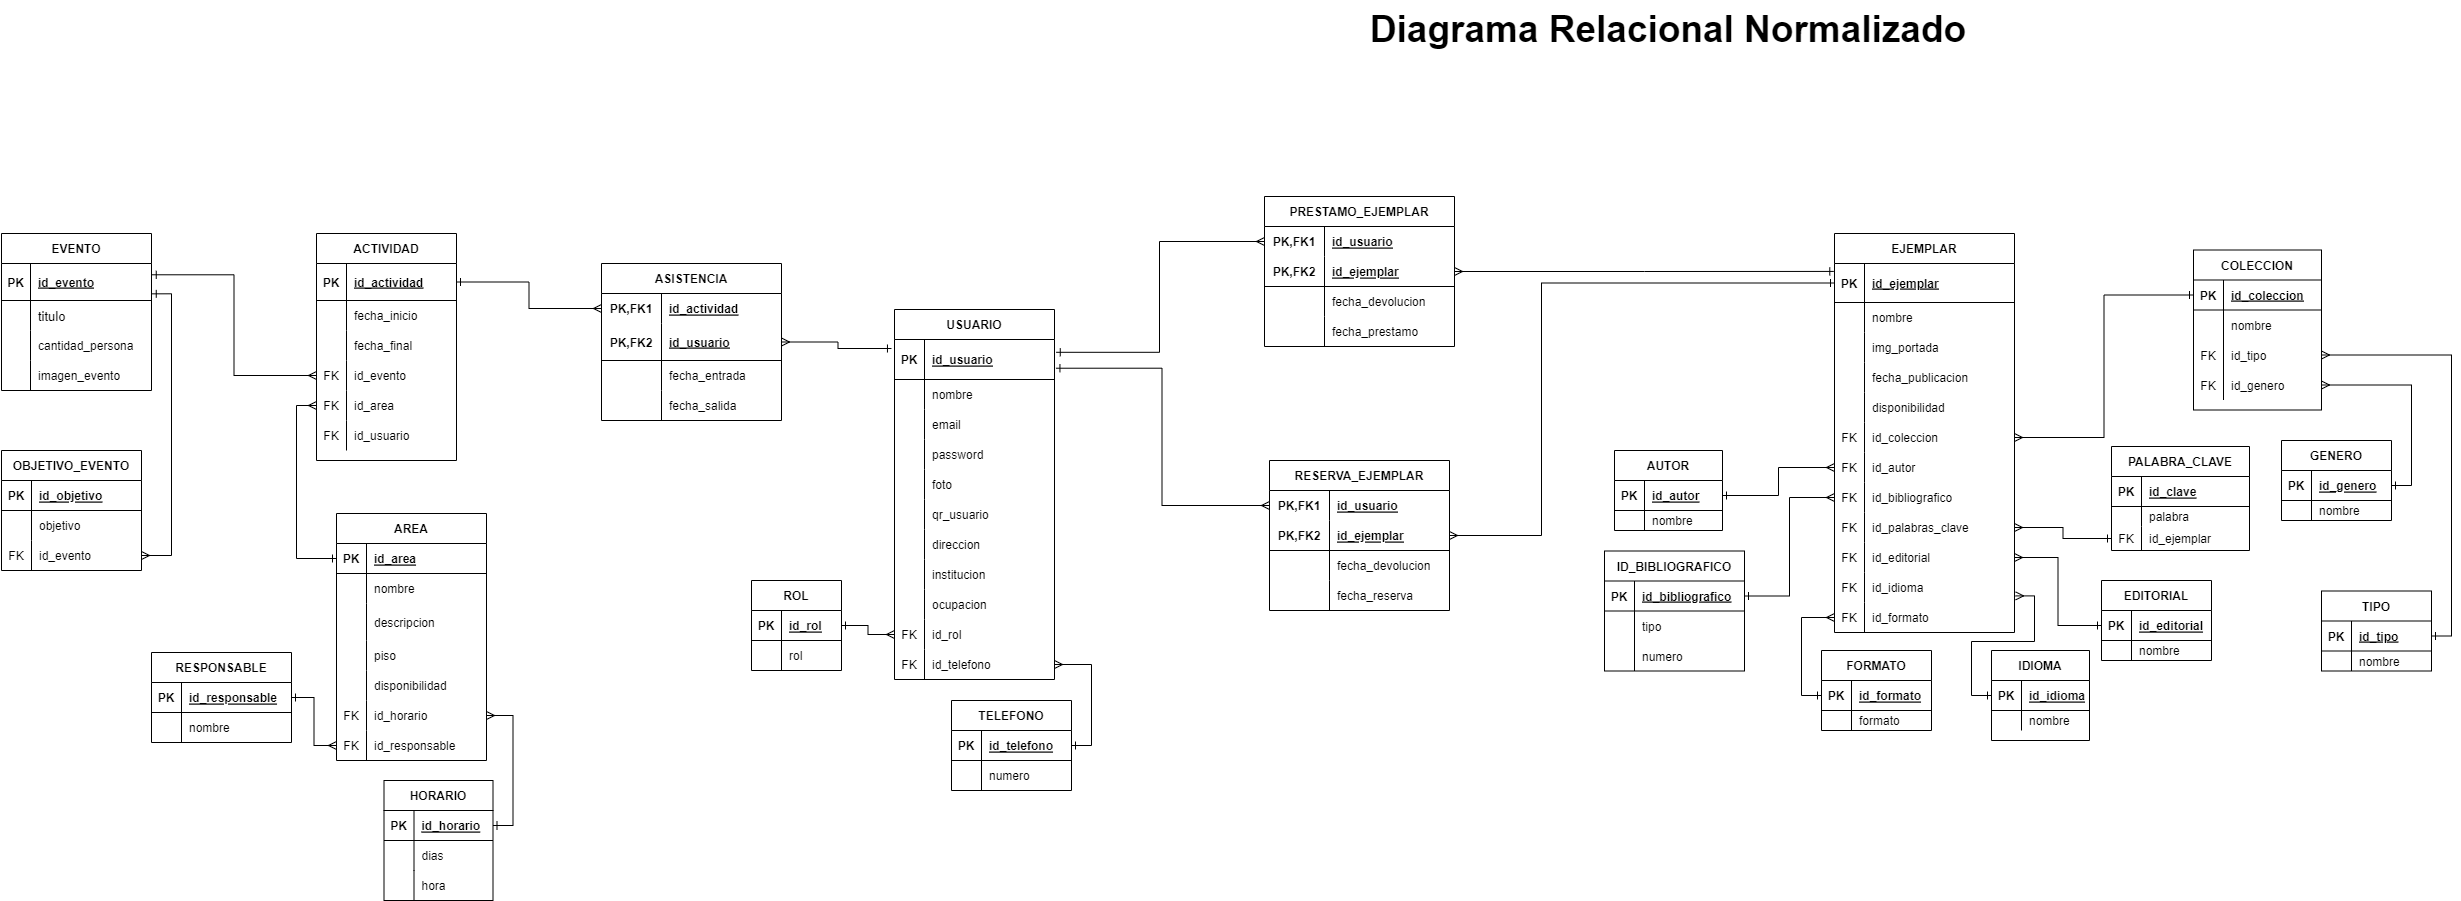 Diagrama Relacional Normalizado
EVENTO
PK id_evento
titulo
cantidad_persona
imagen_evento
OBJETIVO_EVENTO
PK id_objetivo
objetivo
FK id_evento
ACTIVIDAD
PK id_actividad
fecha_inicio
fecha_final
FK id_evento
FK id_area
FK id_usuario
AREA
PK id_area
nombre
descripcion
piso
disponibilidad
FK id_horario
FK id_responsable
RESPONSABLE
PK id_responsable
nombre
HORARIO
PK id_horario
dias
hora
ASISTENCIA
PK,FK1 id_actividad
PK,FK2 id_usuario
fecha_entrada
fecha_salida
USUARIO
PK id_usuario
nombre
email
password
foto
qr_usuario
direccion
institucion
ocupacion
FK id_rol
FK id_telefono
ROL
PK id_rol
rol
TELEFONO
PK id_telefono
numero
PRESTAMO_EJEMPLAR
PK,FK1 id_usuario
PK,FK2 id_ejemplar
fecha_devolucion
fecha_prestamo
RESERVA_EJEMPLAR
PK,FK1 id_usuario
PK,FK2 id_ejemplar
fecha_devolucion
fecha_reserva
EJEMPLAR
PK id_ejemplar
nombre
img_portada
fecha_publicacion
disponibilidad
FK id_coleccion
FK id_autor
FK id_bibliografico
FK id_palabras_clave
FK id_editorial
FK id_idioma
FK id_formato
AUTOR
PK id_autor
nombre
ID_BIBLIOGRAFICO
PK id_bibliografico
tipo
numero
FORMATO
PK id_formato
formato
IDIOMA
PK id_idioma
nombre
COLECCION
PK id_coleccion
nombre
FK id_tipo
FK id_genero
PALABRA_CLAVE
PK id_clave
palabra
FK id_ejemplar
EDITORIAL
PK id_editorial
nombre
GENERO
PK id_genero
nombre
TIPO
PK id_tipo
nombre